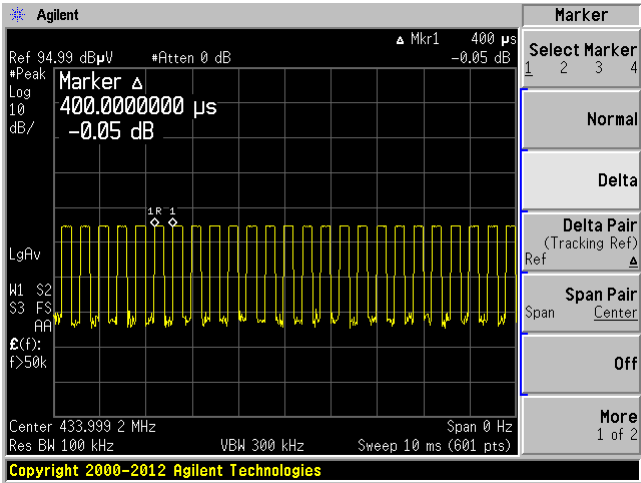 Agilent
Marker
Δ Mkr1 400 µs
Ref 94.99 dBµV #Atten 0 dB -0.05 dB
#Peak
Log
10
dB/
Marker Δ
400.0000000 µs
-0.05 dB
1R 1
LgAv
W1 S2
S3 FS
AA
£(f):
f>50k
Center 433.999 2 MHz Span 0 Hz
Res BW 100 kHz VBW 300 kHz Sweep 10 ms (601 pts)
Copyright 2000-2012 Agilent Technologies
Select Marker
1 2 3 4
Normal
Delta
Delta Pair
(Tracking Ref)
Ref Δ
Span Pair
Span Center
Off
More
1 of 2